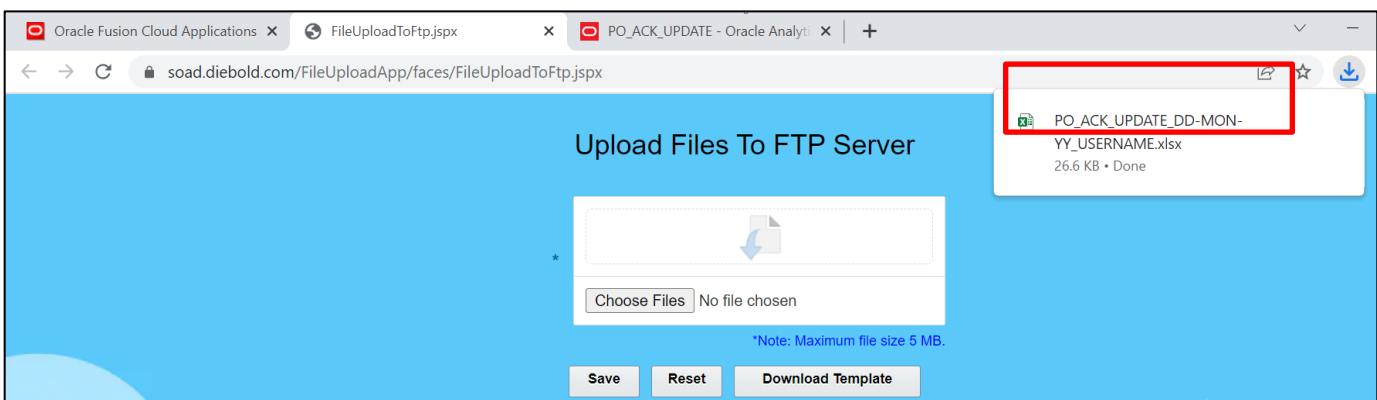 Oracle Fusion Cloud Applications
FileUploadToFtp.jspx
PO_ACK_UPDATE - Oracle Analyti
soad.diebold.com/FileUploadApp/faces/FileUploadToFtp.jspx
PO_ACK_UPDATE_DD-MON-
YY_USERNAME.xlsx
26.6 KB • Done
Upload Files To FTP Server
*
Choose Files No file chosen
*Note: Maximum file size 5 MB.
Save Reset Download Template